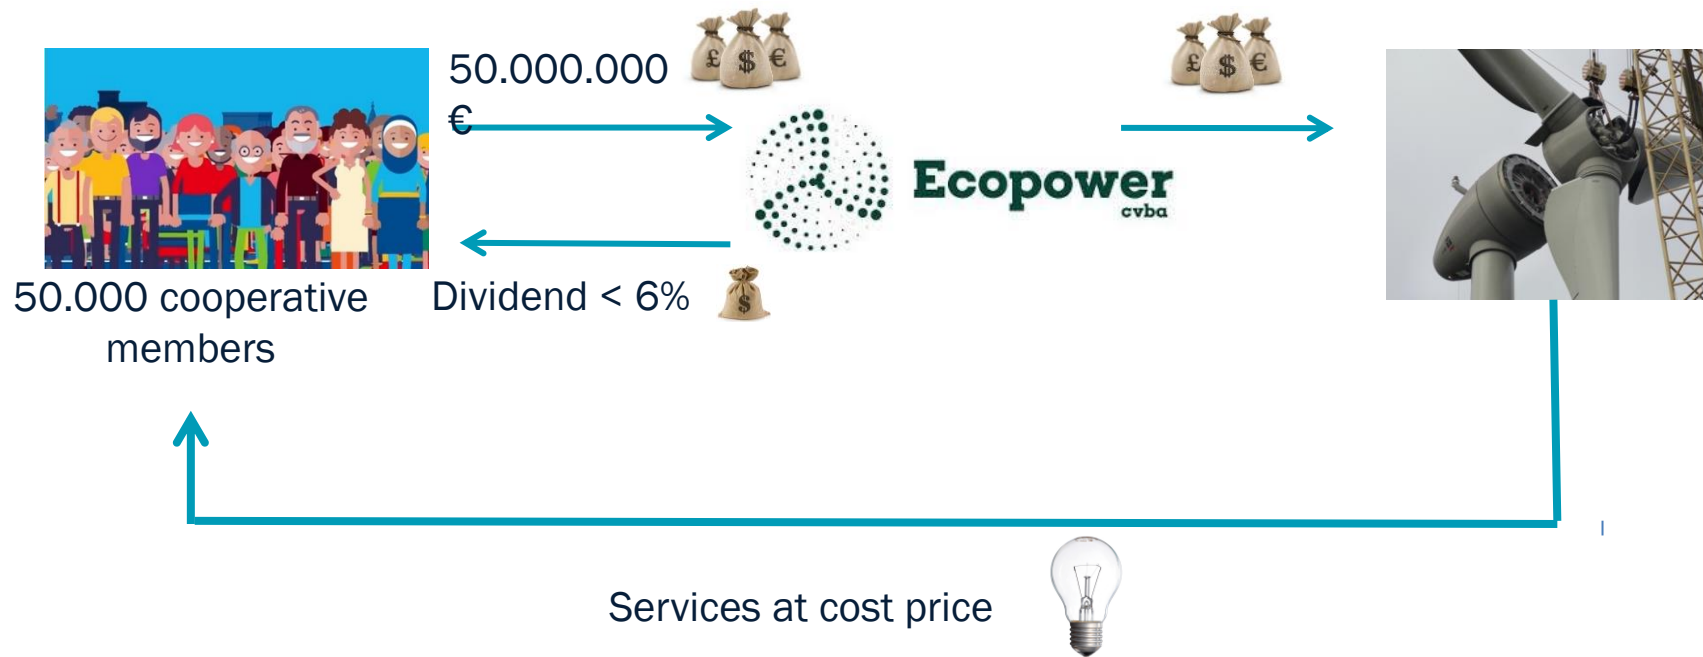 50.000.000
€
£ $ €
£ $ €
Ecopower
cvba
50.000 cooperative
members
Dividend < 6%
$
Services at cost price